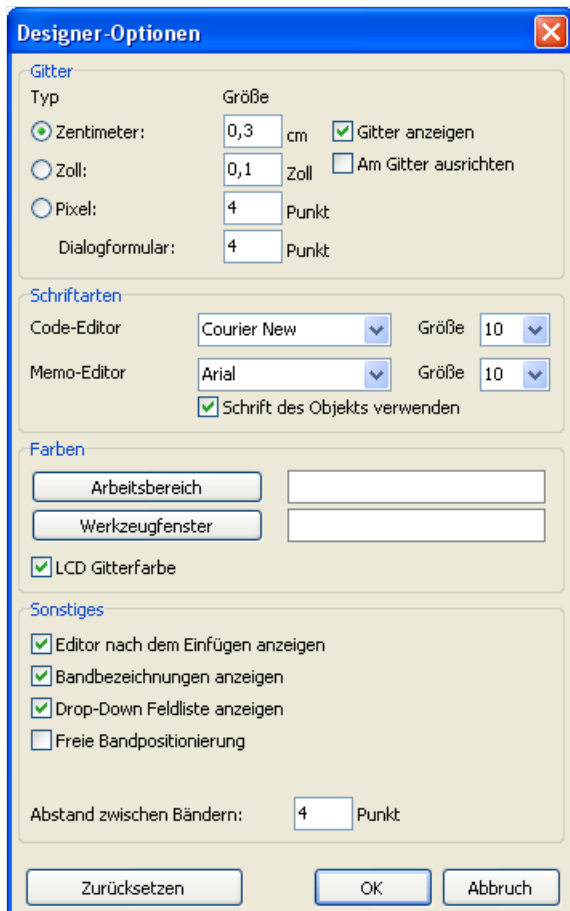 Designer-Optionen
Gitter
Typ Größe
Zentimeter: 0,3 cm Gitter anzeigen
Zoll: 0,1 Zoll Am Gitter ausrichten
Pixel: 4 Punkt
Dialogformular: 4 Punkt
Schriftarten
Code-Editor Courier New Größe 10
Memo-Editor Arial Größe 10
Schrift des Objekts verwenden
Farben
Arbeitsbereich
Werkzeugfenster
LCD Gitterfarbe
Sonstiges
Editor nach dem Einfügen anzeigen
Bandbezeichnungen anzeigen
Drop-Down Feldliste anzeigen
Freie Bandpositionierung
Abstand zwischen Bändern: 4 Punkt
Zurücksetzen OK Abbruch